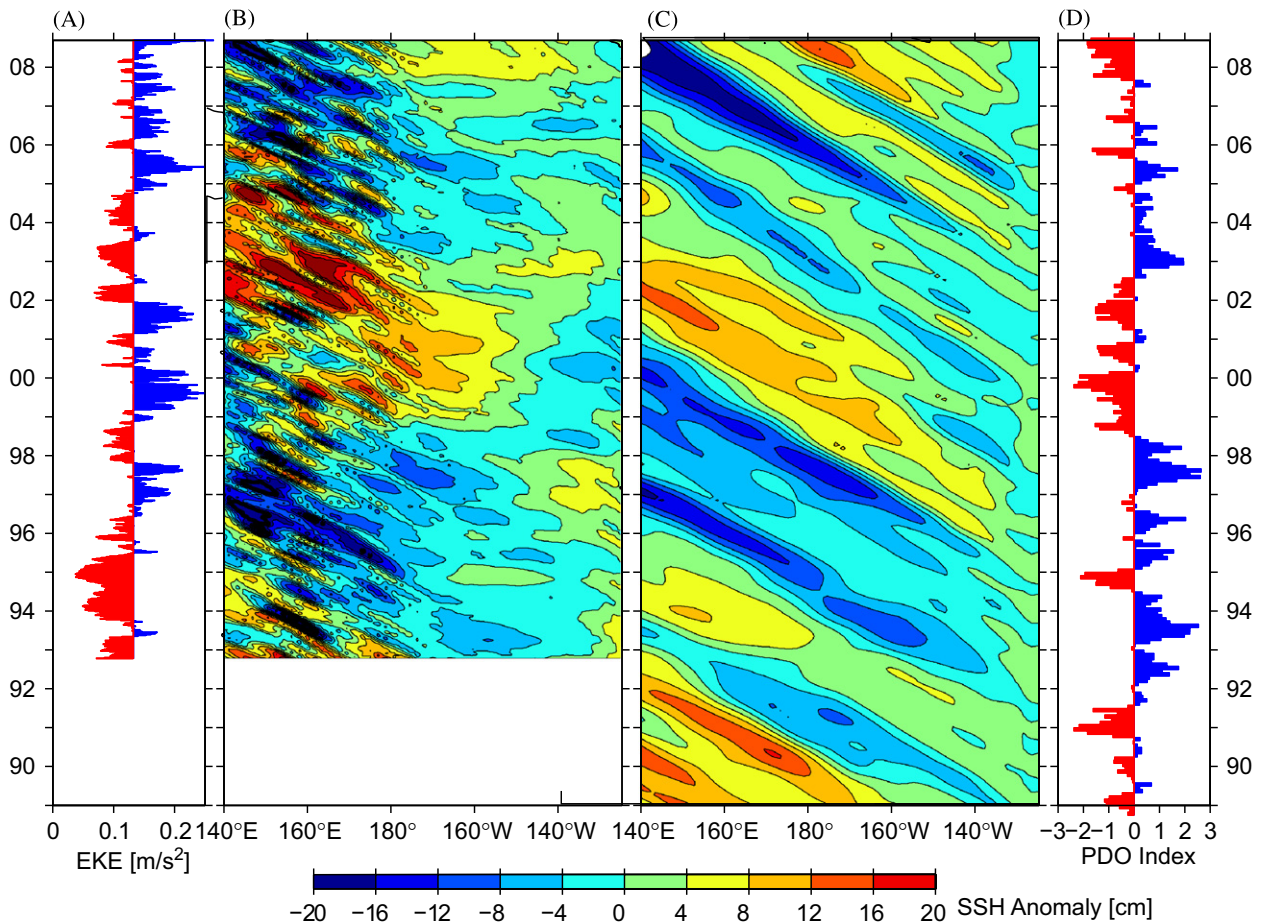 (A) (B) (C) (D)
08 08
06 06
04 04
02 02
00 00
98 98
96 96
94 94
92 92
90 90
0 0.1 0.2 140°E 160°E 180° 160°W 140°W 140°E 160°E 180° 160°W 140°W −3 −2 −1 0 1 2 3
EKE [m/s²] PDO Index
−20 −16 −12 −8 −4 0 4 8 12 16 20 SSH Anomaly [cm]